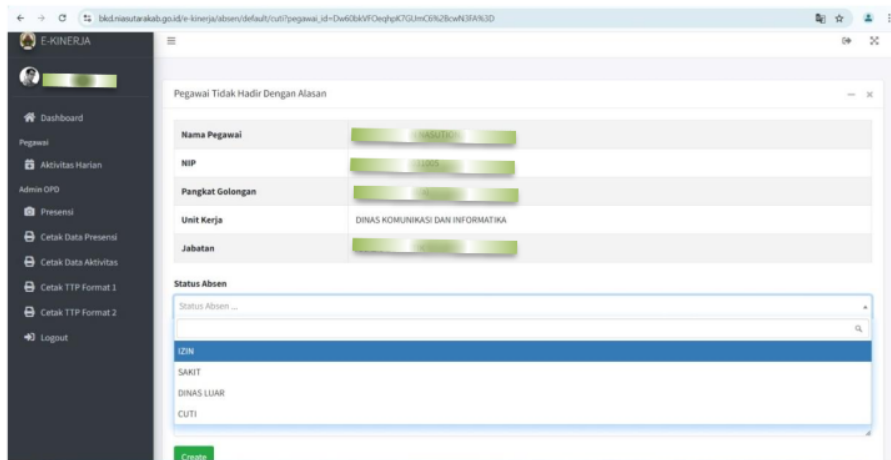 bkd.niasutarakab.go.id/e-kinerja/absen/default/cuti?pegawai_id=Dw60bkVFOeqhpK7GUmC6%2BcwN3FA%3D
E-KINERJA
Pegawai Tidak Hadir Dengan Alasan
Dashboard
Nama Pegawai
Pegawai
NIP
Aktivitas Harian
Admin OPD
Pangkat Golongan
Presensi
Unit Kerja DINAS KOMUNIKASI DAN INFORMATIKA
Cetak Data Presensi
Jabatan
Cetak Data Aktivitas
Cetak TTP Format 1
Status Absen
Cetak TTP Format 2
Status Absen ...
Logout
IZIN
SAKIT
DINAS LUAR
CUTI
Create